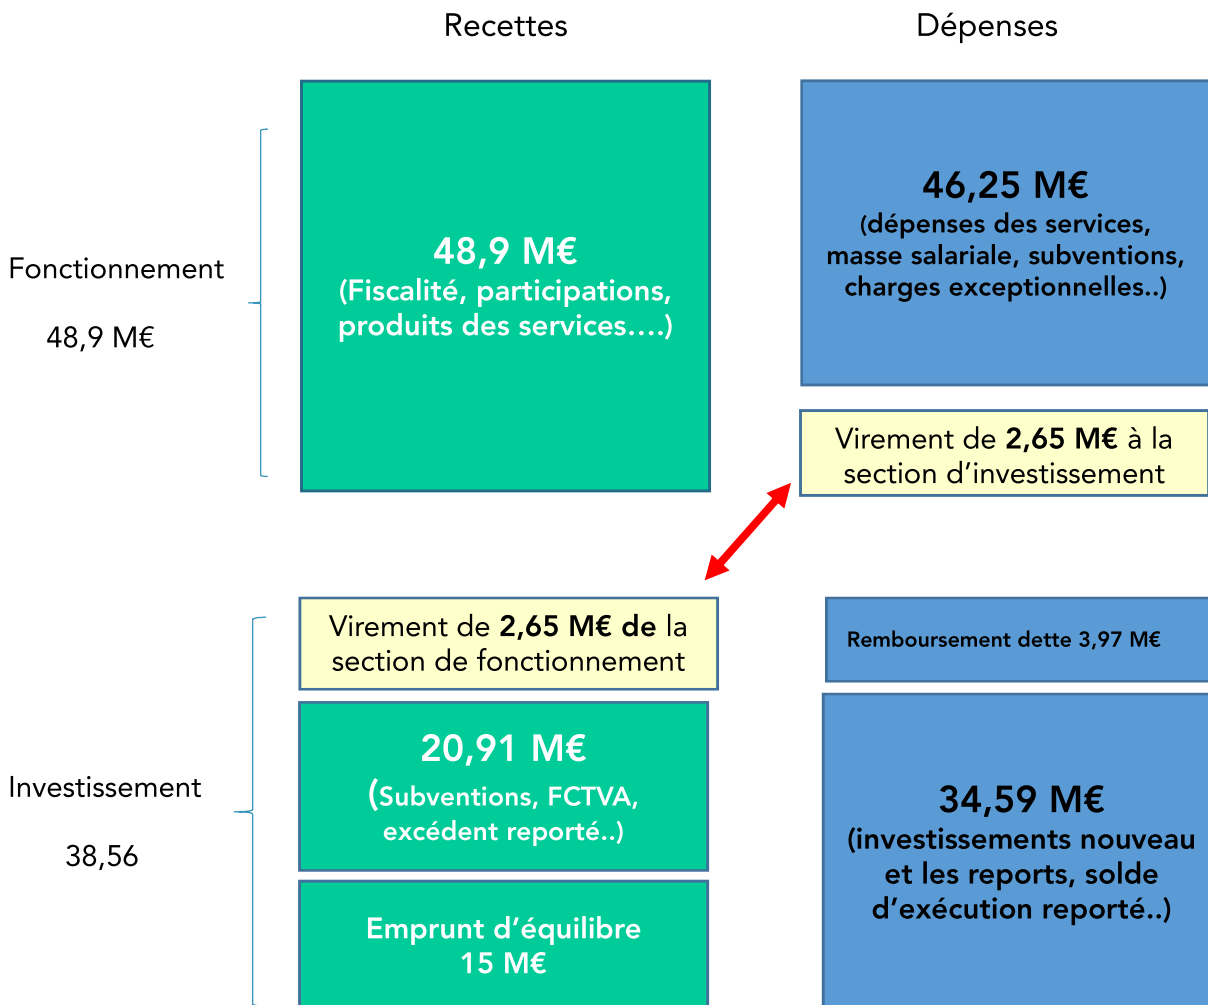 Recettes
Dépenses
Fonctionnement
48,9 M€
48,9 M€
(Fiscalité, participations,
produits des services….)
46,25 M€
(dépenses des services,
masse salariale, subventions,
charges exceptionnelles..)
Virement de 2,65 M€ à la
section d’investissement
Investissement
38,56
Virement de 2,65 M€ de la
section de fonctionnement
20,91 M€
(Subventions, FCTVA,
excédent reporté..)
Emprunt d’équilibre
15 M€
Remboursement dette 3,97 M€
34,59 M€
(investissements nouveau
et les reports, solde
d’exécution reporté..)